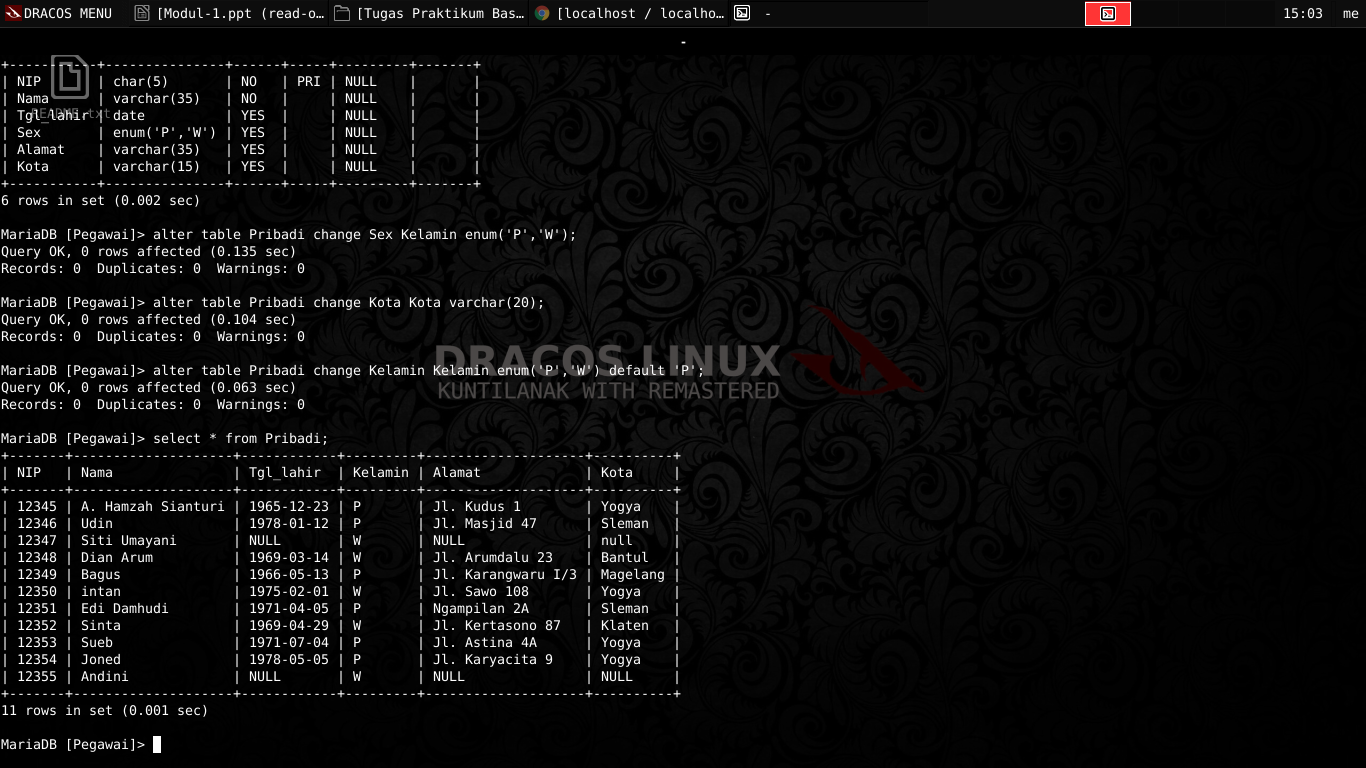 DRACOS MENU [Modul-1.ppt (read-o... [Tugas Praktikum Bas... [localhost / localho... - 15:03 me
-
+-----------+---------------+------+-----+---------+-------+
| NIP | char(5) | NO | PRI | NULL | |
| Nama | varchar(35) | NO | | NULL | |
| Tgl_lahir | date | YES | | NULL | |
| Sex | enum('P','W') | YES | | NULL | |
| Alamat | varchar(35) | YES | | NULL | |
| Kota | varchar(15) | YES | | NULL | |
+-----------+---------------+------+-----+---------+-------+
README.txt
6 rows in set (0.002 sec)
MariaDB [Pegawai]> alter table Pribadi change Sex Kelamin enum('P','W');
Query OK, 0 rows affected (0.135 sec)
Records: 0 Duplicates: 0 Warnings: 0
MariaDB [Pegawai]> alter table Pribadi change Kota Kota varchar(20);
Query OK, 0 rows affected (0.104 sec)
Records: 0 Duplicates: 0 Warnings: 0
MariaDB [Pegawai]> alter table Pribadi change Kelamin Kelamin enum('P','W') default 'P';
Query OK, 0 rows affected (0.063 sec)
Records: 0 Duplicates: 0 Warnings: 0
DRACOS LINUX
KUNTILANAK WITH REMASTERED
MariaDB [Pegawai]> select * from Pribadi;
+-------+--------------------+------------+---------+--------------------+----------+
| NIP | Nama | Tgl_lahir | Kelamin | Alamat | Kota |
+-------+--------------------+------------+---------+--------------------+----------+
| 12345 | A. Hamzah Sianturi | 1965-12-23 | P | Jl. Kudus 1 | Yogya |
| 12346 | Udin | 1978-01-12 | P | Jl. Masjid 47 | Sleman |
| 12347 | Siti Umayani | NULL | W | NULL | null |
| 12348 | Dian Arum | 1969-03-14 | W | Jl. Arumdalu 23 | Bantul |
| 12349 | Bagus | 1966-05-13 | P | Jl. Karangwaru I/3 | Magelang |
| 12350 | intan | 1975-02-01 | W | Jl. Sawo 108 | Yogya |
| 12351 | Edi Damhudi | 1971-04-05 | P | Ngampilan 2A | Sleman |
| 12352 | Sinta | 1969-04-29 | W | Jl. Kertasono 87 | Klaten |
| 12353 | Sueb | 1971-07-04 | P | Jl. Astina 4A | Yogya |
| 12354 | Joned | 1978-05-05 | P | Jl. Karyacita 9 | Yogya |
| 12355 | Andini | NULL | W | NULL | NULL |
+-------+--------------------+------------+---------+--------------------+----------+
11 rows in set (0.001 sec)
MariaDB [Pegawai]>